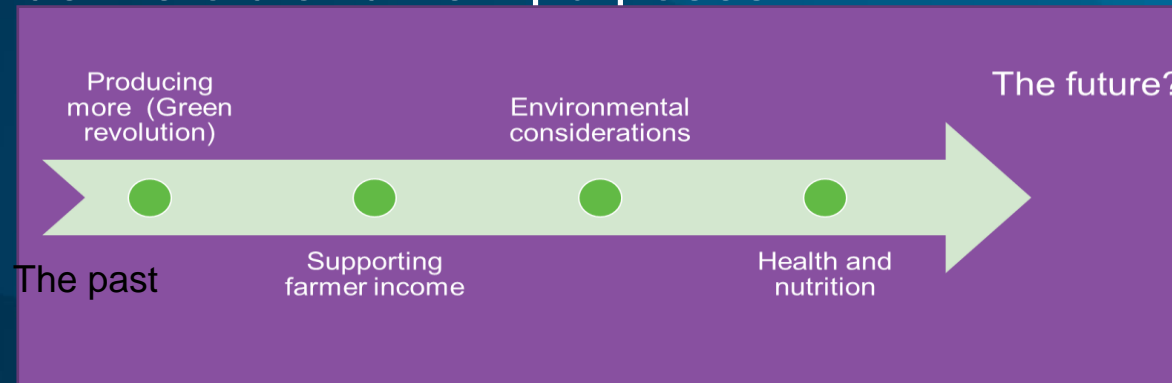 Producing
more (Green
revolution)
Environmental
considerations
The future?
The past
Supporting
farmer income
Health and
nutrition